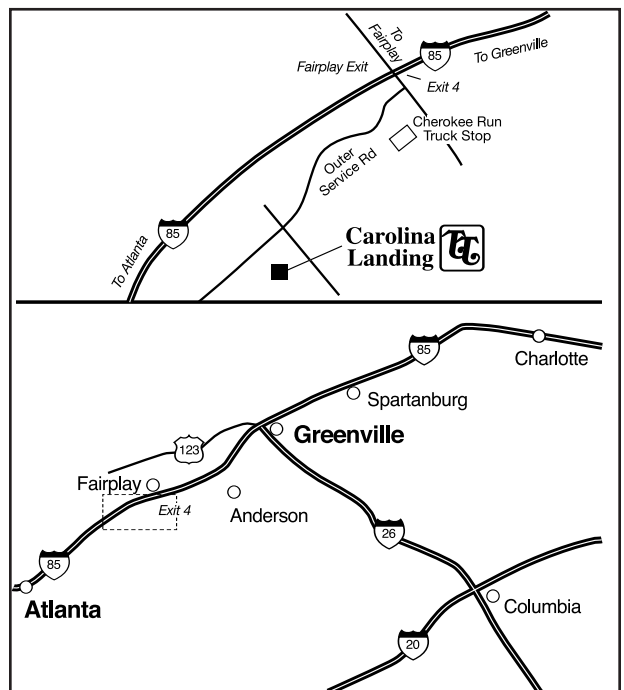 To
Fairplay
85
To Greenville
Fairplay Exit
Exit 4
Cherokee Run
Truck Stop
Outer
Service Rd
85
To Atlanta
Carolina
Landing
85
Charlotte
Spartanburg
Greenville
123
Fairplay
Exit 4
Anderson
26
85
Atlanta
Columbia
20